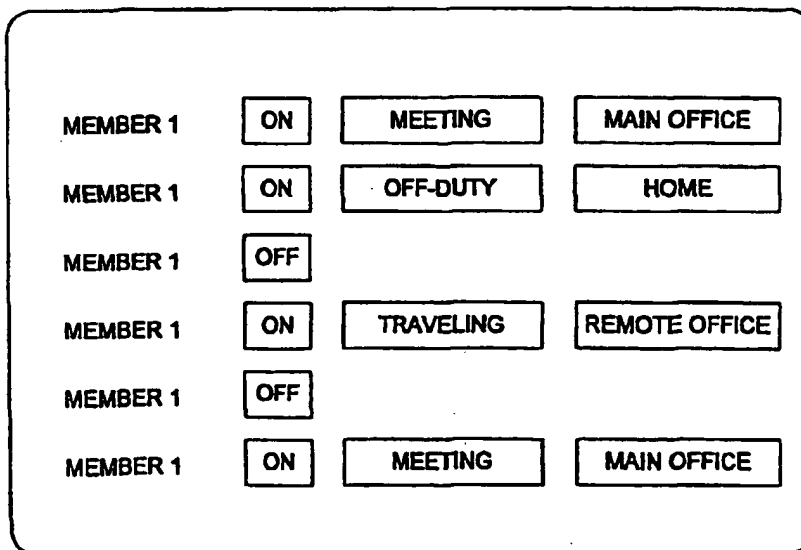 MEMBER 1 ON MEETING MAIN OFFICE
MEMBER 1 ON OFF-DUTY HOME
MEMBER 1 OFF
MEMBER 1 ON TRAVELING REMOTE OFFICE
MEMBER 1 OFF
MEMBER 1 ON MEETING MAIN OFFICE